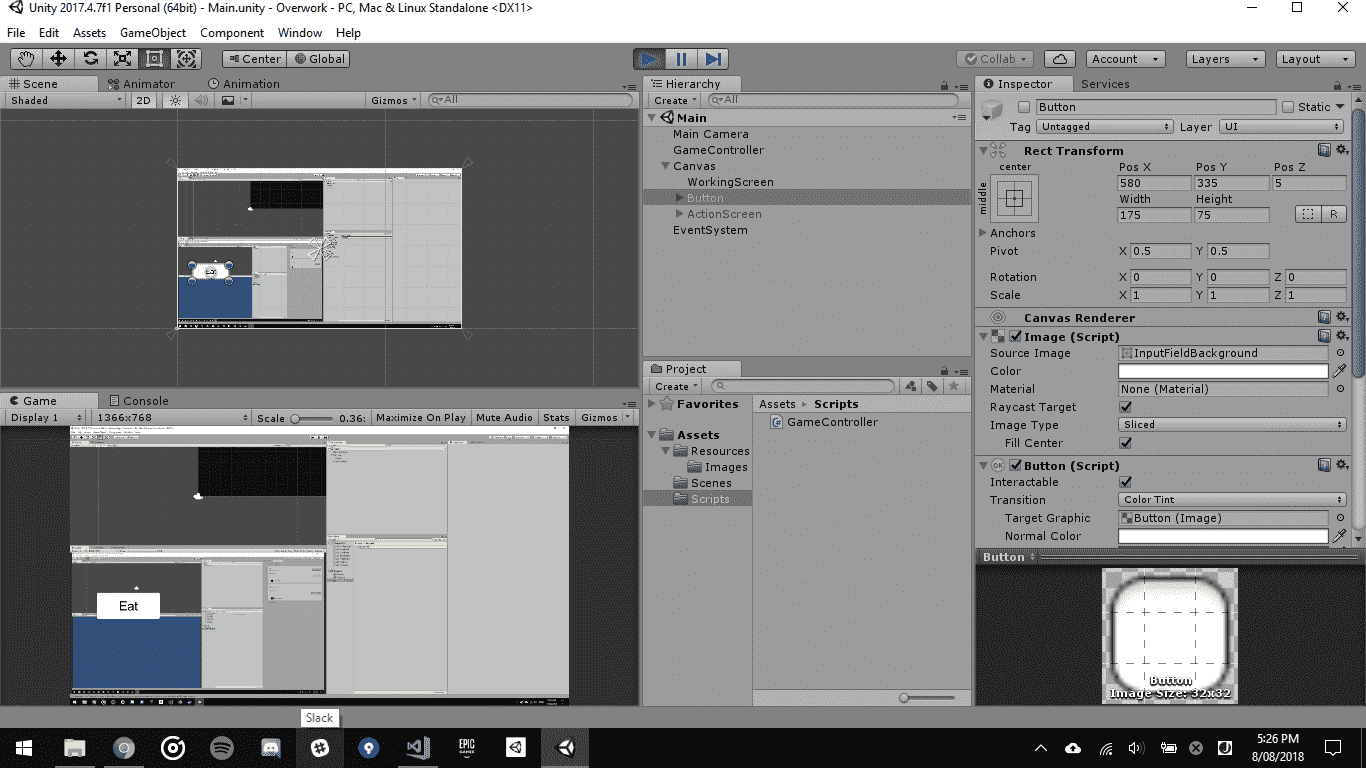 Unity 2017.4.7f1 Personal (64bit) - Main.unity - Overwork - PC, Mac & Linux Standalone <DX11>
File Edit Assets GameObject Component Window Help
Center Global
Collab Account Layers Layout
Scene Animator Animation
Shaded 2D Gizmos All
Hierarchy
Create All
Main
Main Camera
GameController
Canvas
WorkingScreen
Button
ActionScreen
EventSystem
Eat
Game Console
Display 1 1366x768 Scale 0.36: Maximize On Play Mute Audio Stats Gizmos
Eat
Project
Create
Favorites
Assets
Resources
Images
Scenes
Scripts
Assets Scripts
GameController
Inspector Services
Button Static
Tag Untagged Layer UI
Rect Transform
center
middle
Pos X Pos Y Pos Z
580 335 5
Width Height
175 75
R
Anchors
Pivot X 0.5 Y 0.5
Rotation X 0 Y 0 Z 0
Scale X 1 Y 1 Z 1
Canvas Renderer
Image (Script)
Source Image InputFieldBackground
Color
Material None (Material)
Raycast Target
Image Type Sliced
Fill Center
OK Button (Script)
Interactable
Transition Color Tint
Target Graphic Button (Image)
Normal Color
Button
Button
Image Size: 32x32
Slack
EPIC
GAMES
5:26 PM
8/08/2018